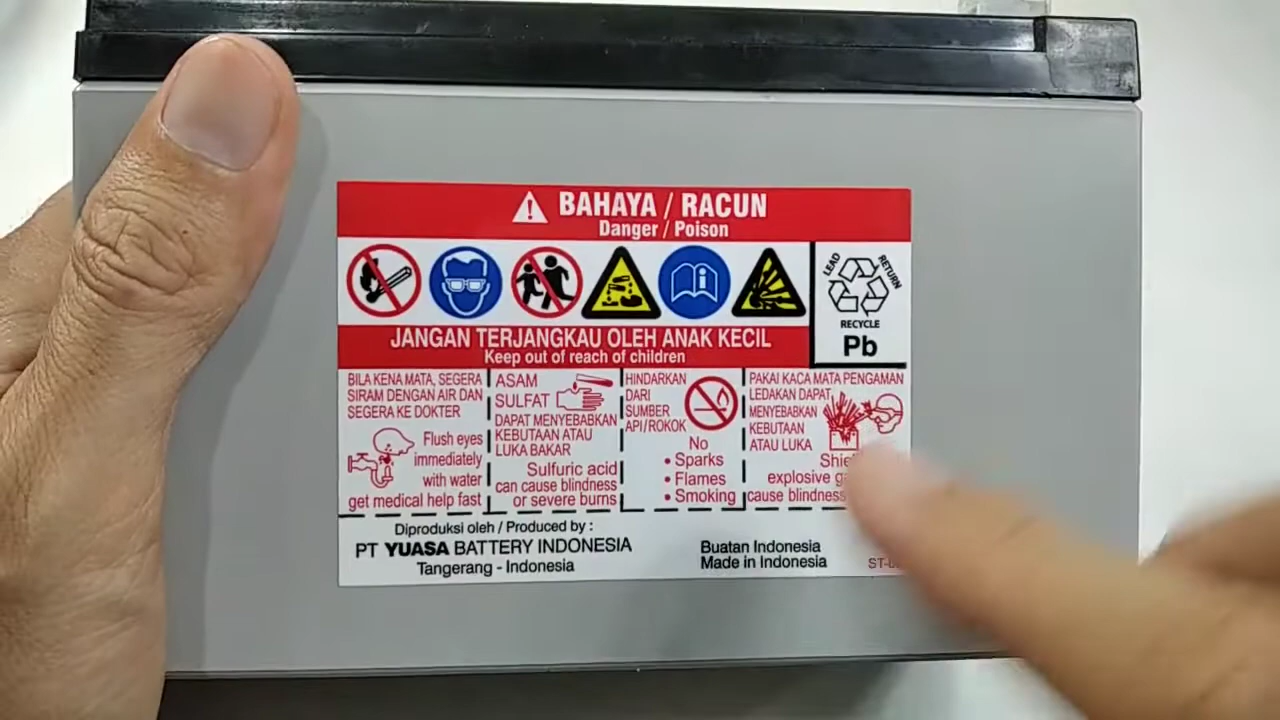 BAHAYA / RACUN
Danger / Poison
LEAD
RETURN
RECYCLE
Pb
JANGAN TERJANGKAU OLEH ANAK KECIL
Keep out of reach of children
BILA KENA MATA, SEGERA
SIRAM DENGAN AIR DAN
SEGERA KE DOKTER
Flush eyes
immediately
with water
get medical help fast
ASAM
SULFAT
DAPAT MENYEBABKAN
KEBUTAAN ATAU
LUKA BAKAR
Sulfuric acid
can cause blindness
or severe burns
HINDARKAN
DARI
SUMBER
API/ROKOK
No
• Sparks
• Flames
• Smoking
PAKAI KACA MATA PENGAMAN
LEDAKAN DAPAT
MENYEBABKAN
KEBUTAAN
ATAU LUKA
explosive
cause blindness
Diproduksi oleh / Produced by :
PT YUASA BATTERY INDONESIA
Tangerang - Indonesia
Buatan Indonesia
Made in Indonesia